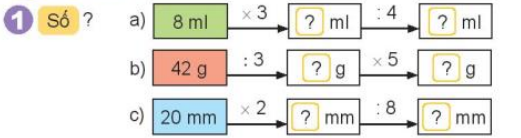 1 Số ? a) 8 ml × 3 ? ml : 4 ? ml
b) 42 g : 3 ? g × 5 ? g
c) 20 mm × 2 ? mm : 8 ? mm